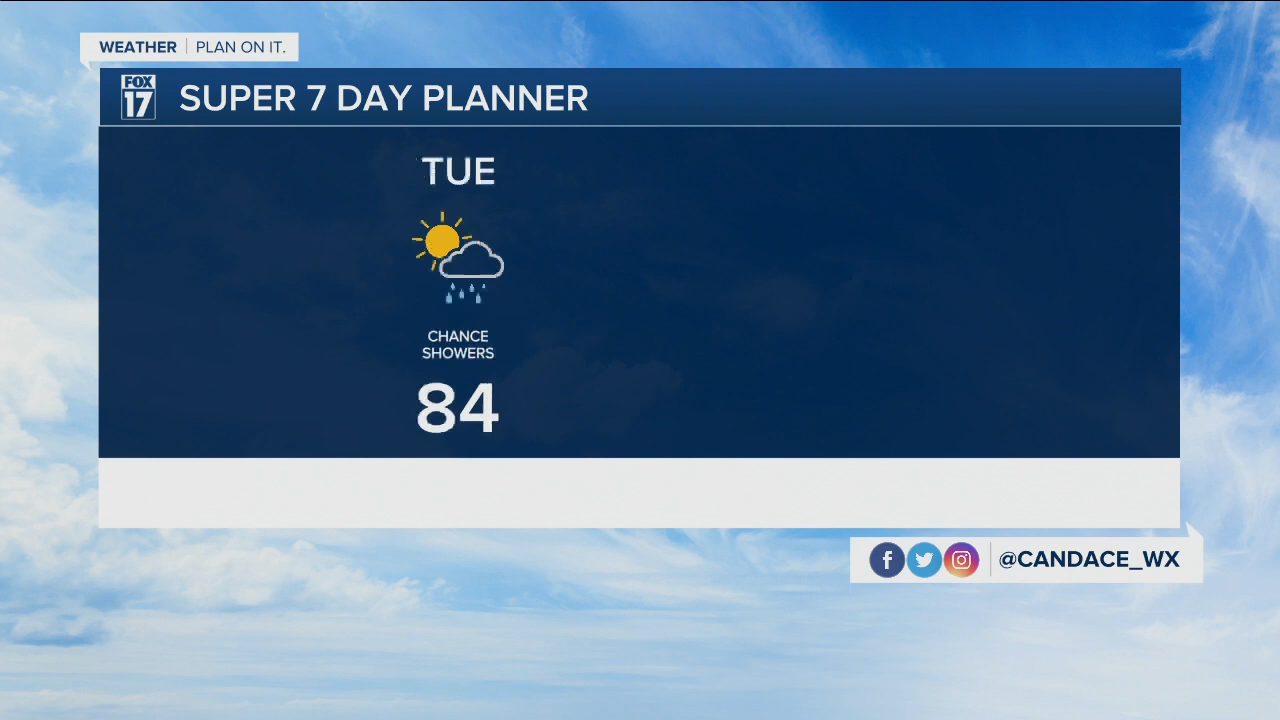 WEATHER | PLAN ON IT.
FOX
17
SUPER 7 DAY PLANNER
TUE
CHANCE
SHOWERS
84
@CANDACE_WX